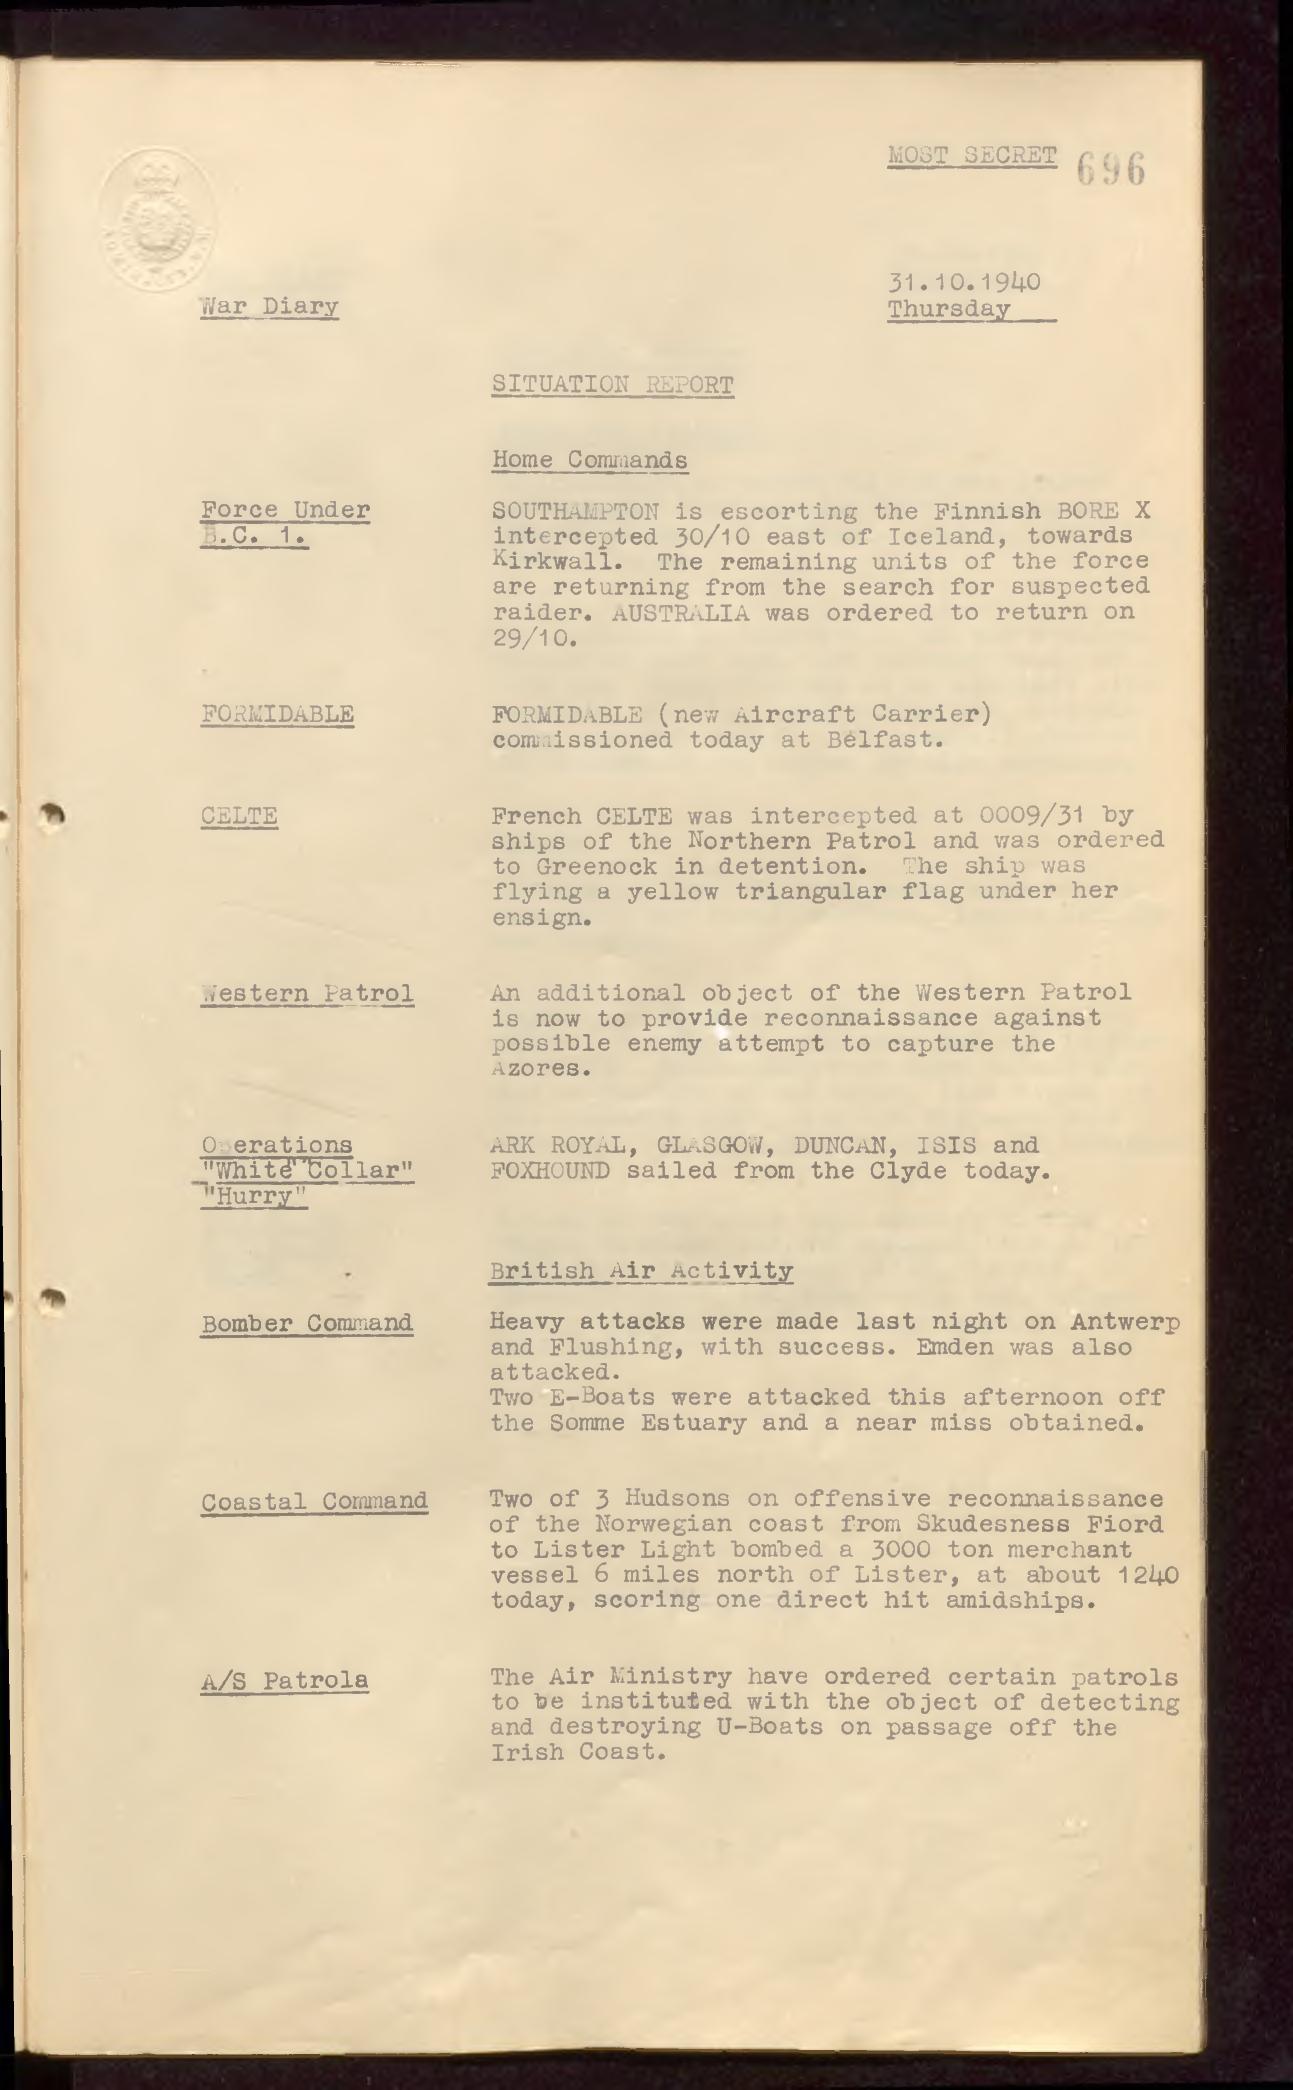 MOST SECRET 696
31.10.1940
War Diary
Thursday
SITUATION REPORT
Home Commands
Force Under
B.C. 1.
SOUTHAMPTON is escorting the Finnish BORE X
intercepted 30/10 east of Iceland, towards
Kirkwall. The remaining units of the force
are returning from the search for suspected
raider. AUSTRALIA was ordered to return on
29/10.
FORMIDABLE
FORMIDABLE (new Aircraft Carrier)
commissioned today at Belfast.
CELTE
French CELTE was intercepted at 0009/31 by
ships of the Northern Patrol and was ordered
to Greenock in detention. The ship was
flying a yellow triangular flag under her
ensign.
Western Patrol
An additional object of the Western Patrol
is now to provide reconnaissance against
possible enemy attempt to capture the
Azores.
Operations
"White Collar"
"Hurry"
ARK ROYAL, GLASGOW, DUNCAN, ISIS and
FOXHOUND sailed from the Clyde today.
British Air Activity
Bomber Command
Heavy attacks were made last night on Antwerp
and Flushing, with success. Emden was also
attacked.
Two E-Boats were attacked this afternoon off
the Somme Estuary and a near miss obtained.
Coastal Command
Two of 3 Hudsons on offensive reconnaissance
of the Norwegian coast from Skudesness Fiord
to Lister Light bombed a 3000 ton merchant
vessel 6 miles north of Lister, at about 1240
today, scoring one direct hit amidships.
A/S Patrola
The Air Ministry have ordered certain patrols
to be instituted with the object of detecting
and destroying U-Boats on passage off the
Irish Coast.